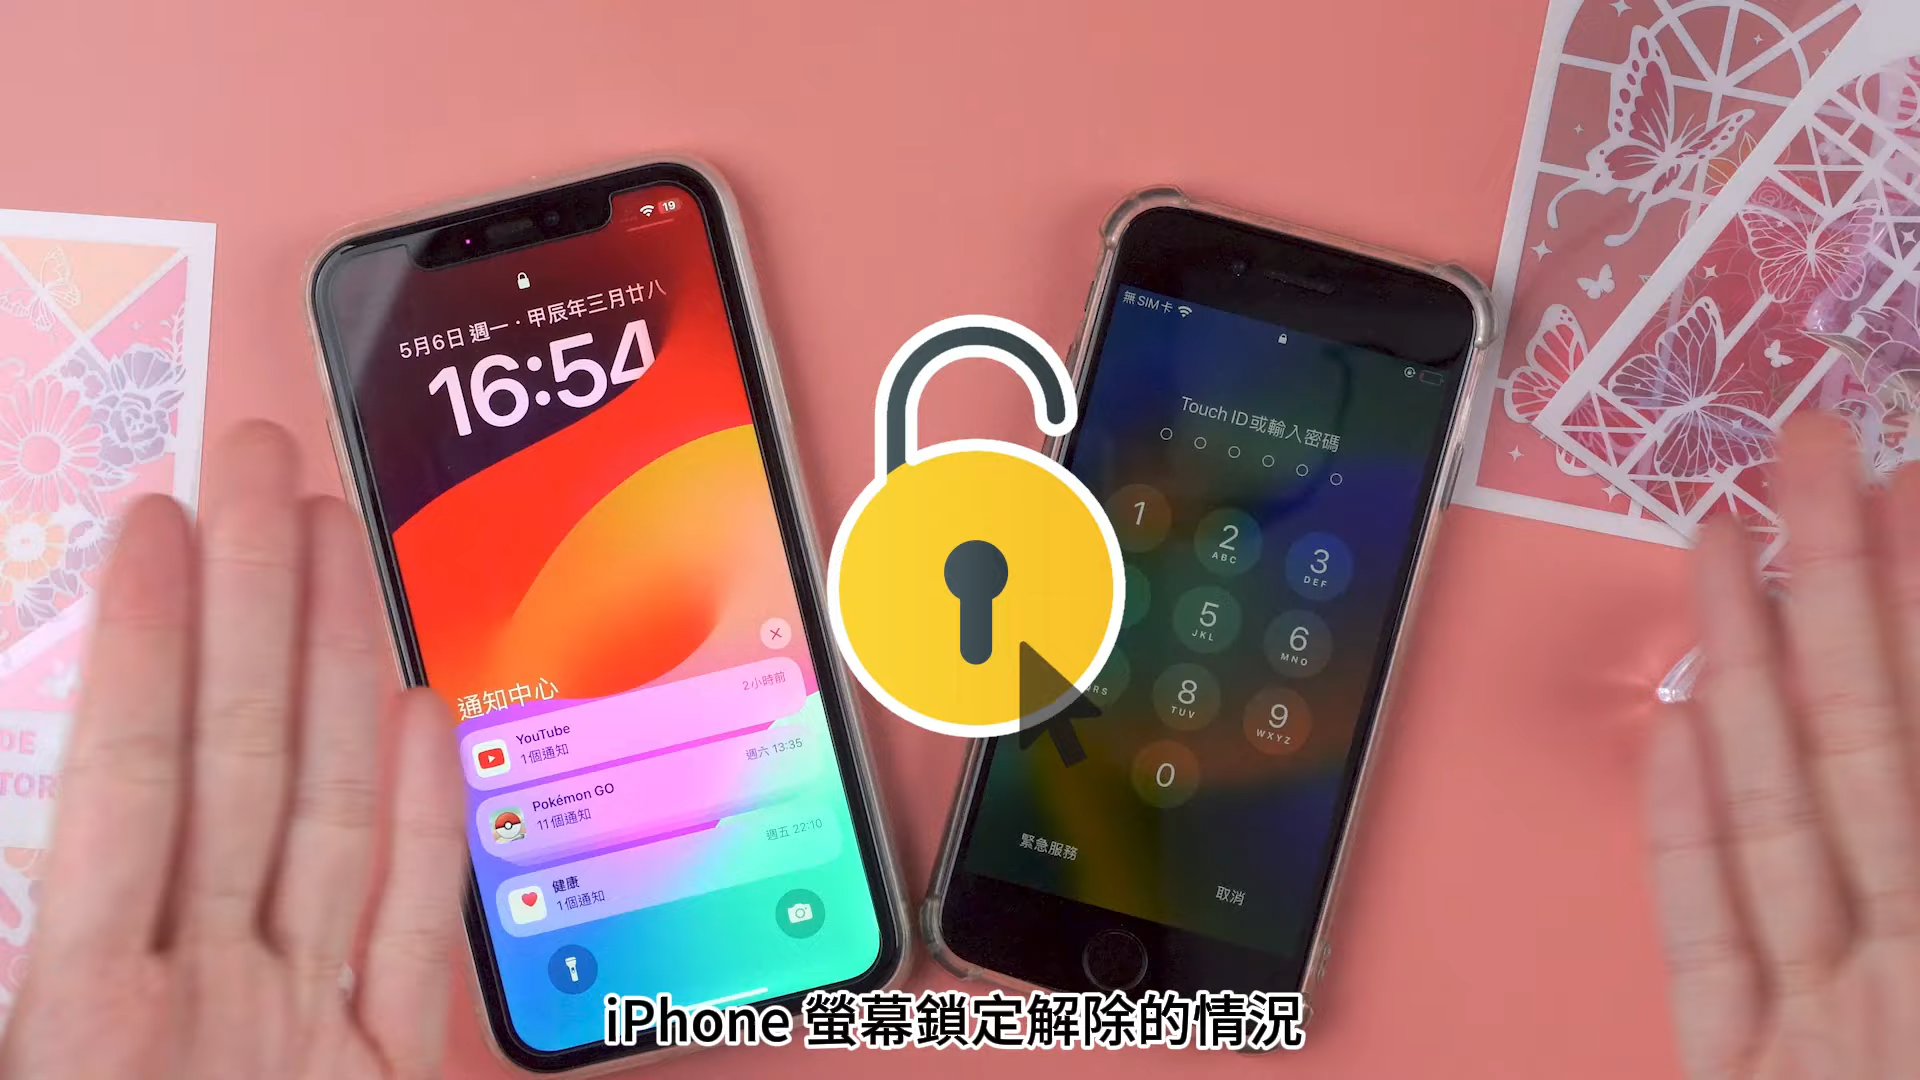 19
5月6日 週一・甲辰年三月廿八
16:54
通知中心
2小時前
YouTube
1個通知
週六 13:35
Pokémon GO
11個通知
週五 22:10
健康
1個通知
無SIM卡
Touch ID或輸入密碼
1
2
ABC
3
DEF
5
JKL
6
MNO
RS
8
TUV
9
WXYZ
0
緊急服務
取消
DE
TOR
iPhone 螢幕鎖定解除的情況